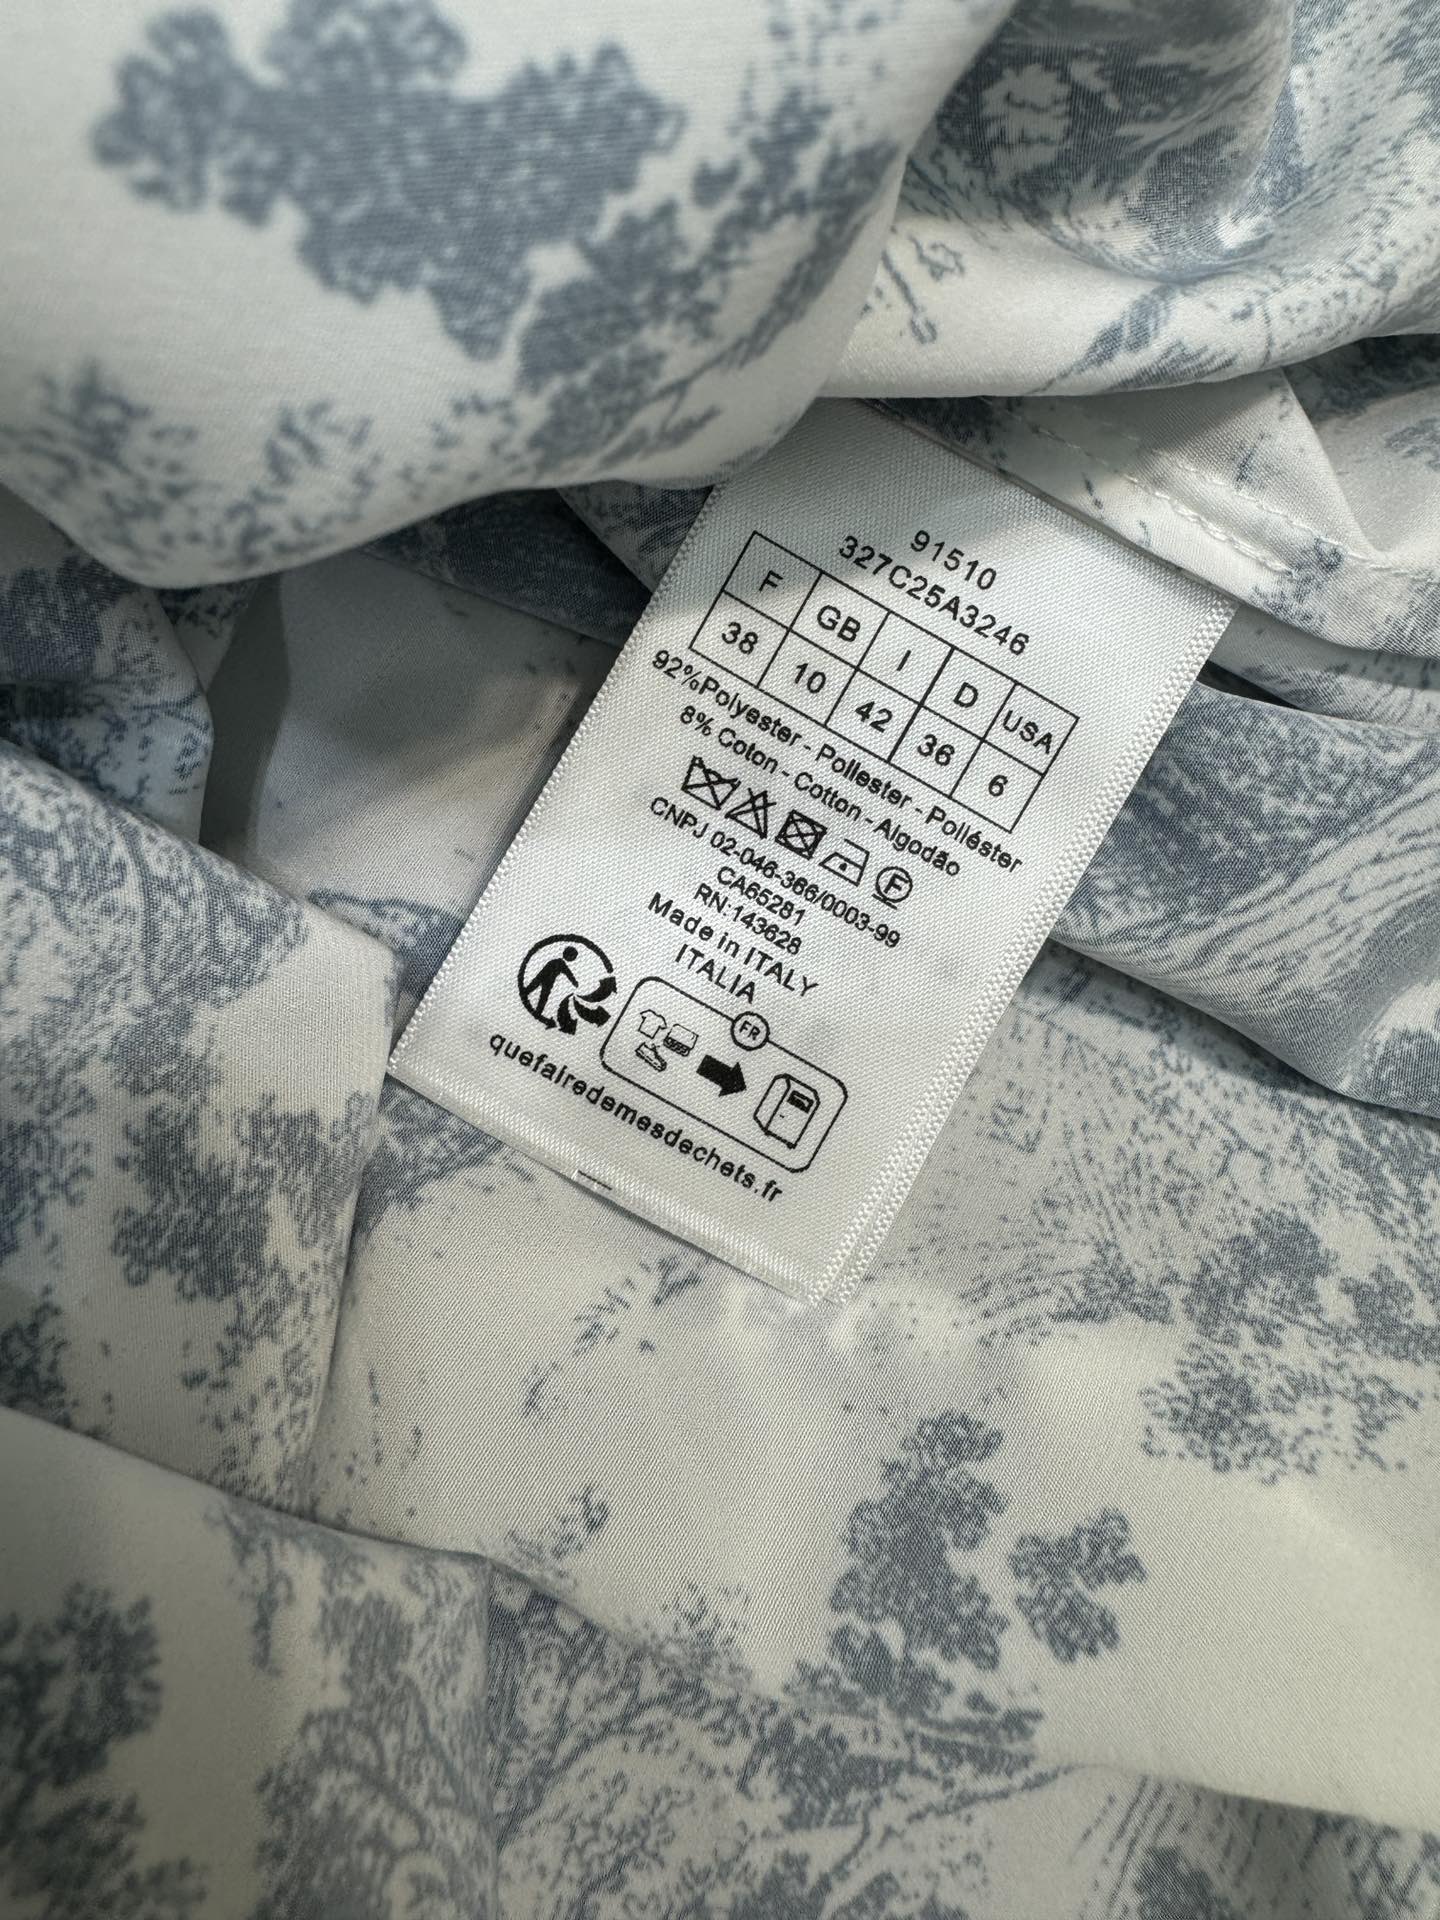 91510
327C25A3246
F GB I D USA
38 10 42 36 6
92%Polyester - Poliester - Poliéster
8% Coton - Cotton - Algodão
F
CNPJ 02-046-366/0003-99
CA65281
RN:143628
Made in ITALY
ITALIA
FR
quefairedemesdechets.fr